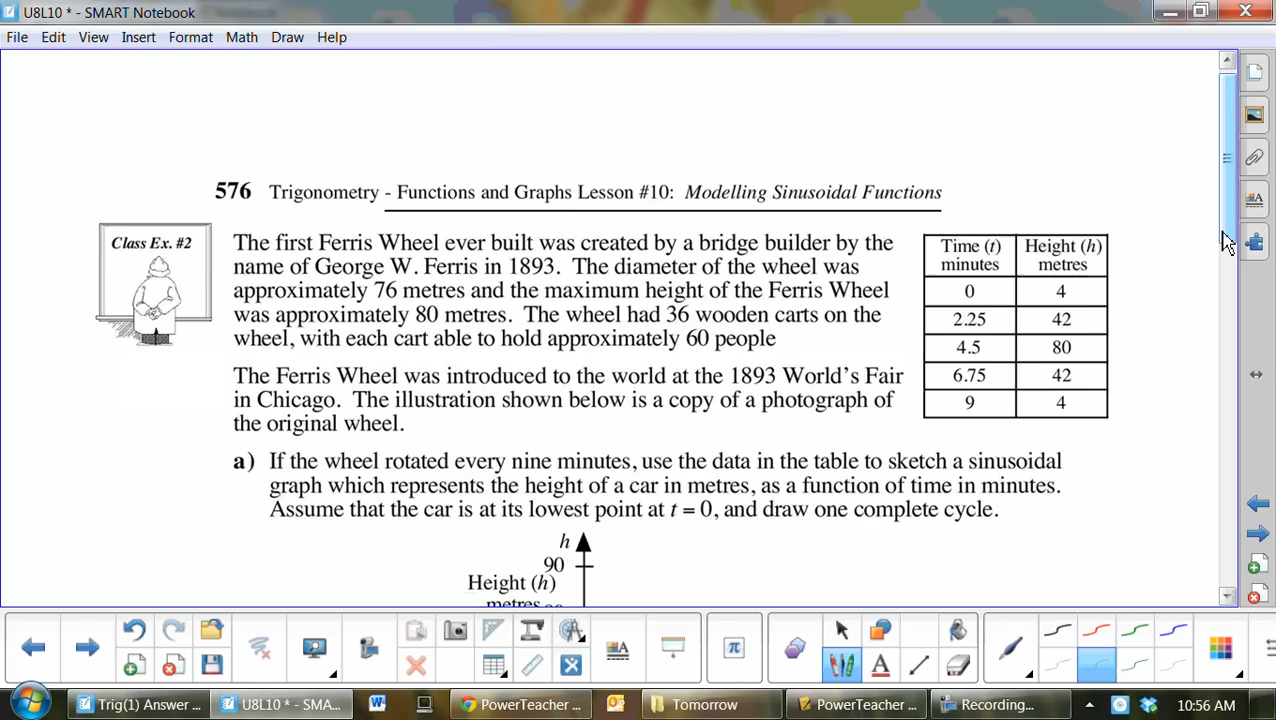 U8L10 * - SMART Notebook
File Edit View Insert Format Math Draw Help
576 Trigonometry - Functions and Graphs Lesson #10: Modelling Sinusoidal Functions
Class Ex. #2
The first Ferris Wheel ever built was created by a bridge builder by the
name of George W. Ferris in 1893. The diameter of the wheel was
approximately 76 metres and the maximum height of the Ferris Wheel
was approximately 80 metres. The wheel had 36 wooden carts on the
wheel, with each cart able to hold approximately 60 people
The Ferris Wheel was introduced to the world at the 1893 World's Fair
in Chicago. The illustration shown below is a copy of a photograph of
the original wheel.
Time (t) Height (h)
minutes metres
0 4
2.25 42
4.5 80
6.75 42
9 4
a) If the wheel rotated every nine minutes, use the data in the table to sketch a sinusoidal
graph which represents the height of a car in metres, as a function of time in minutes.
Assume that the car is at its lowest point at t = 0, and draw one complete cycle.
h
90
Height (h)
metres
π
A
Trig(1) Answer ...
U8L10 * - SMA...
PowerTeacher ...
Tomorrow
PowerTeacher ...
Recording...
10:56 AM